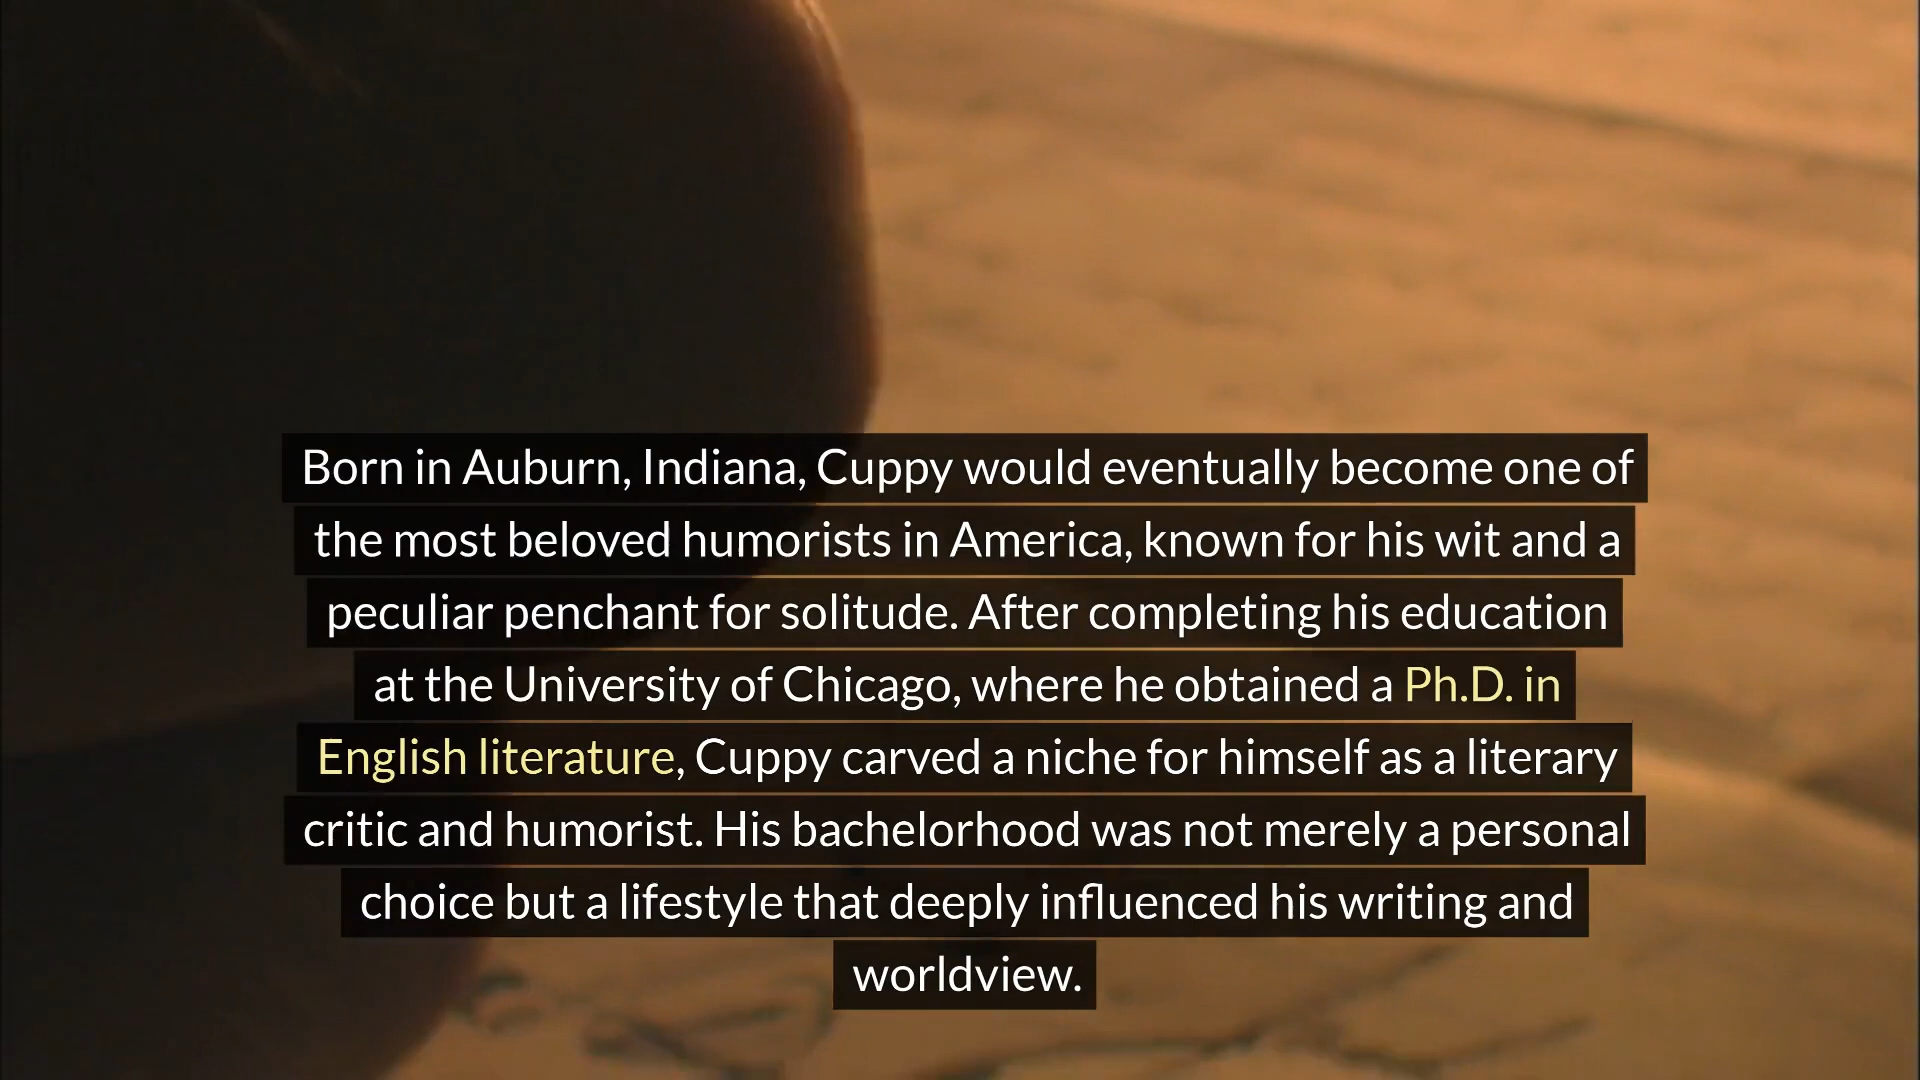 Born in Auburn, Indiana, Cuppy would eventually become one of
the most beloved humorists in America, known for his wit and a
peculiar penchant for solitude. After completing his education
at the University of Chicago, where he obtained a Ph.D. in
English literature, Cuppy carved a niche for himself as a literary
critic and humorist. His bachelorhood was not merely a personal
choice but a lifestyle that deeply influenced his writing and
worldview.